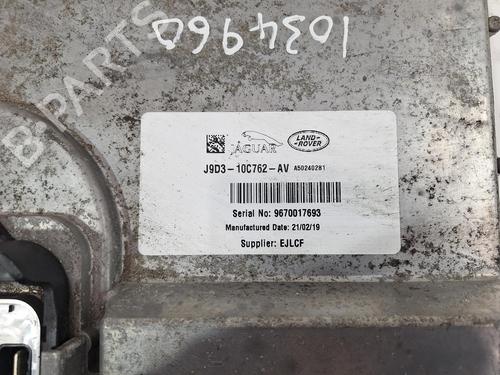 1034960
B-PARTS
JAGUAR
LAND-
ROVER
J9D3-10C762-AV A50240281
Serial No: 9670017693
Manufactured Date: 21/02/19
Supplier: EJLCF